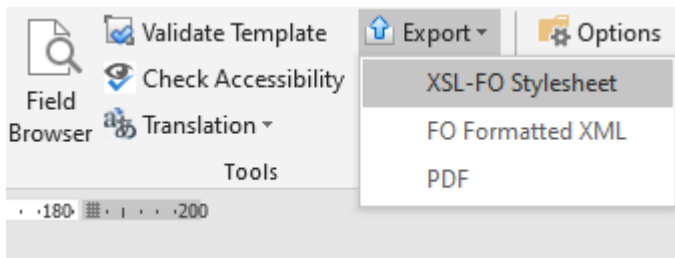 Validate Template
Export
Options
Check Accessibility
XSL-FO Stylesheet
Field
Browser
Translation
FO Formatted XML
Tools
PDF
180
200